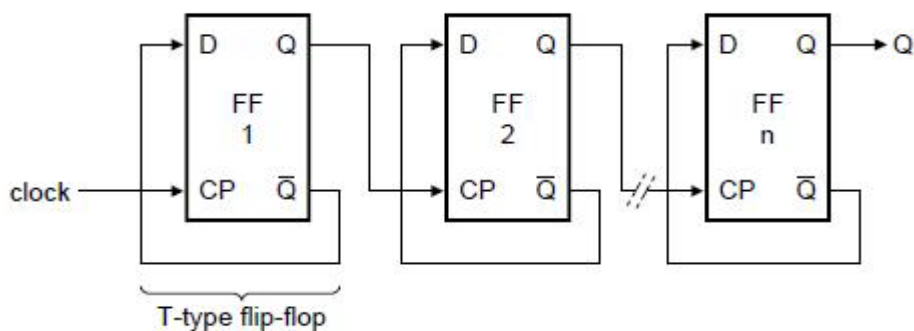 D Q
FF
1
CP Q̅
D Q
FF
2
CP Q̅
D Q
FF
n
CP Q̅
Q
clock
T-type flip-flop